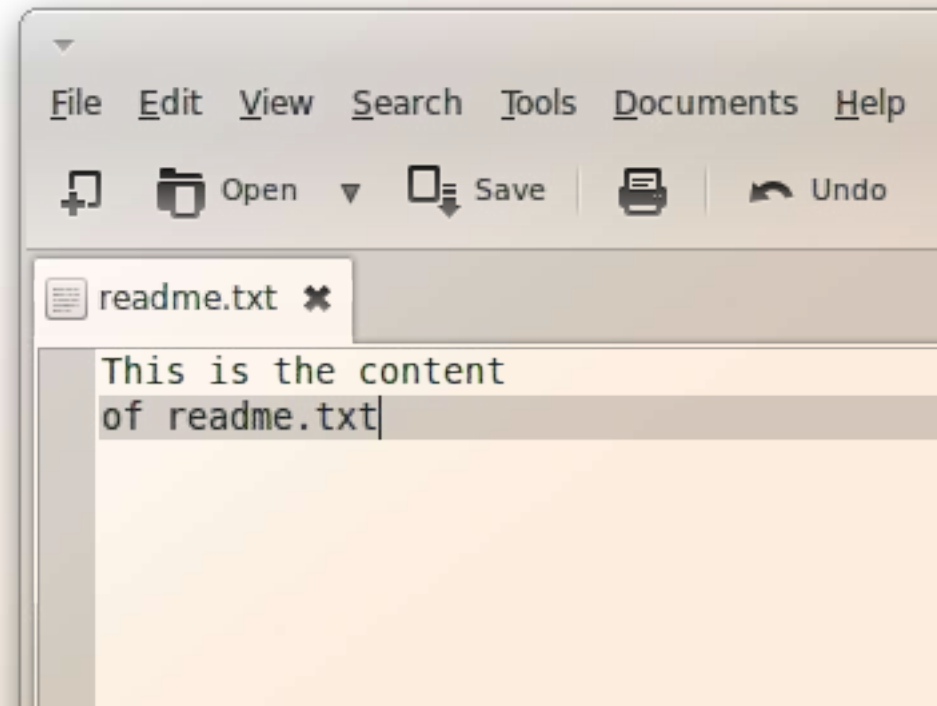 File Edit View Search Tools Documents Help
Open Save Undo
readme.txt
This is the content
of readme.txt